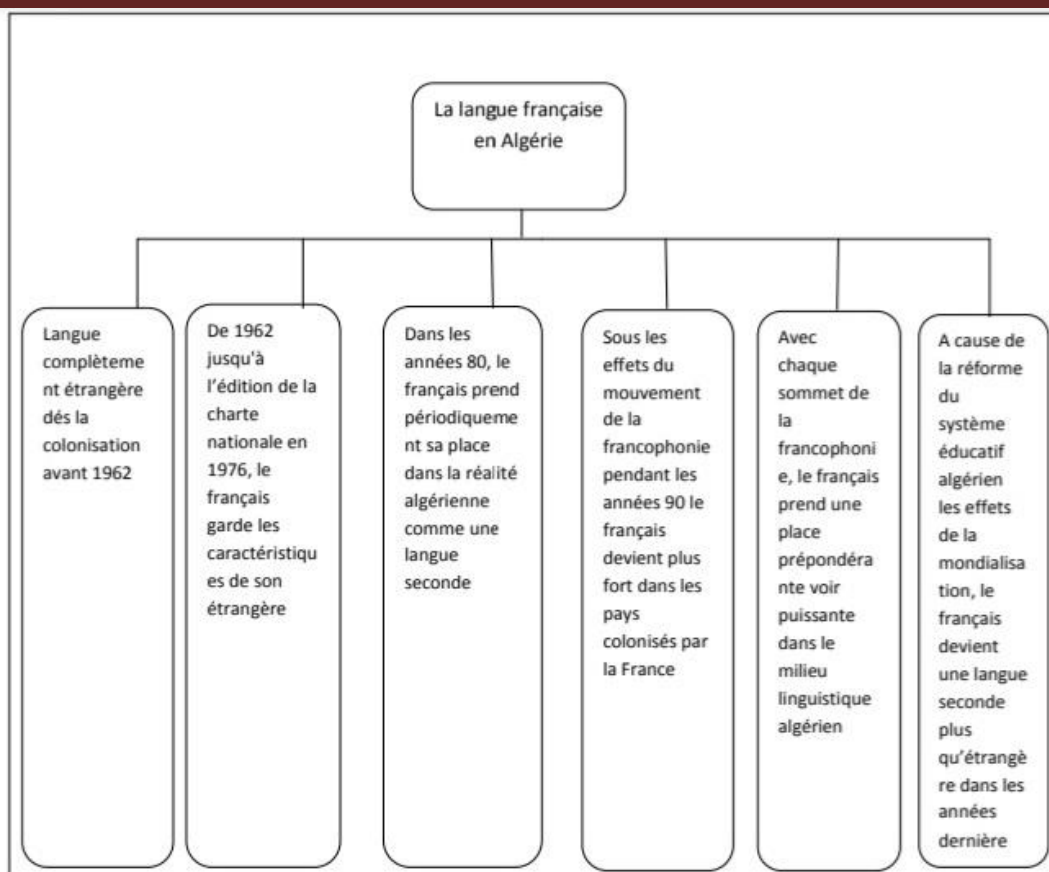 La langue française
en Algérie
Langue
complèteme
nt étrangère
dés la
colonisation
avant 1962
De 1962
jusqu'à
l'édition de la
charte
nationale en
1976, le
français
garde les
caractéristiqu
es de son
étrangère
Dans les
années 80, le
français prend
périodiqueme
nt sa place
dans la réalité
algérienne
comme une
langue
seconde
Sous les
effets du
mouvement
de la
francophonie
pendant les
années 90 le
français
devient plus
fort dans les
pays
colonisés par
la France
Avec
chaque
sommet de
la
francophoni
e, le français
prend une
place
prépondéra
nte voir
puissante
dans le
milieu
linguistique
algérien
A cause de
la réforme
du
système
éducatif
algérien
les effets
de la
mondialisa
tion, le
français
devient
une langue
seconde
plus
qu'étrangè
re dans les
années
dernière